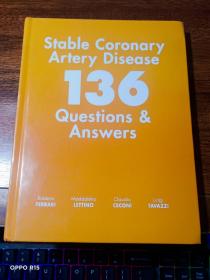 Stable Coronary
Artery Disease
136
Questions &
Answers
Roberto
FERRARI
Maddalena
LETTINO
Claudio
CECONI
Luigi
TAVAZZI
OPPO R15